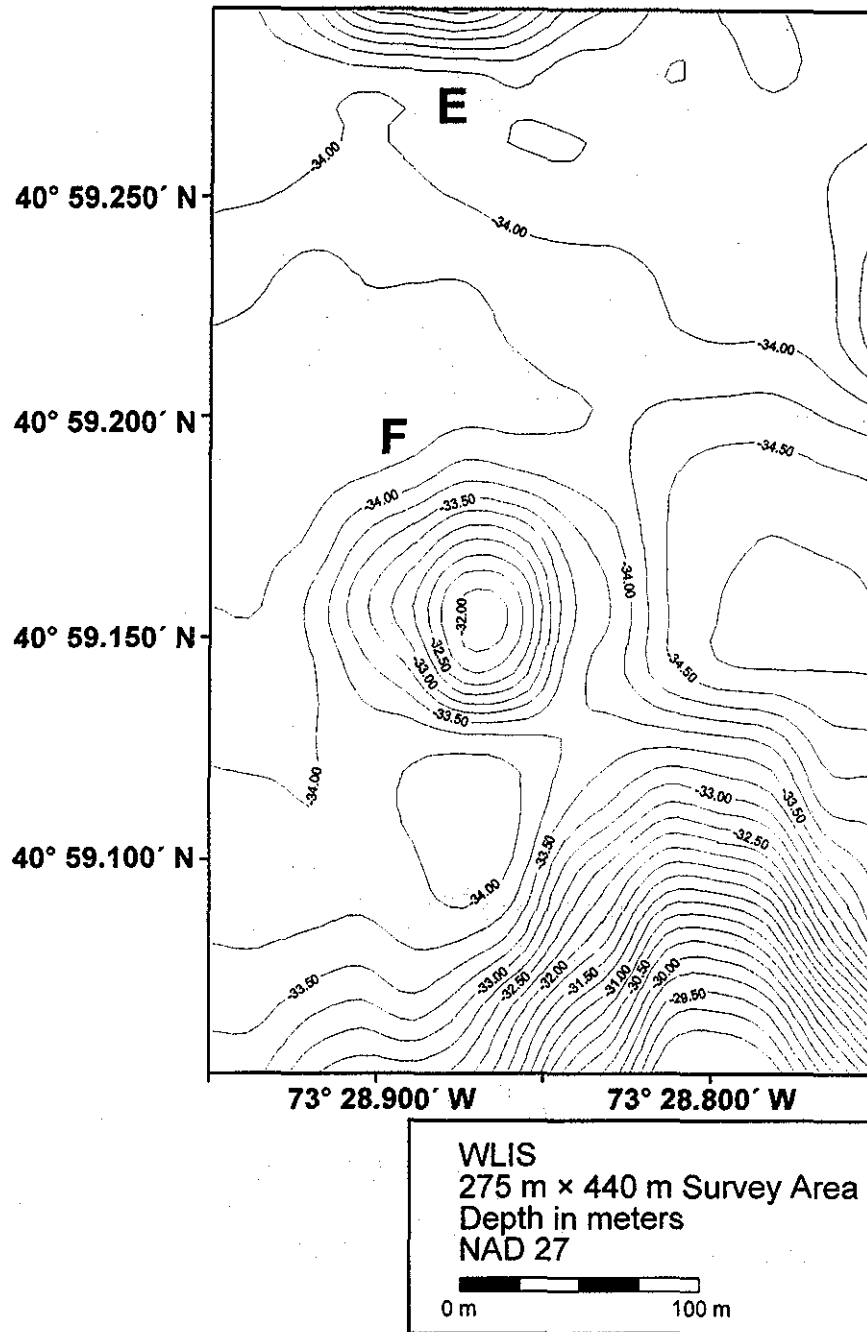 E
-34.00
40° 59.250´ N
-34.00
-34.00
40° 59.200´ N
F
-34.50
-34.00
-33.50
-34.00
-32.00
40° 59.150´ N
-32.50
-33.00
-34.50
-33.50
-34.00
-33.00
-33.50
-32.50
40° 59.100´ N
-33.50
-34.00
-33.50
-33.00
-32.50
-32.00
-31.50
-31.00
-30.50
-30.00
-29.50
73° 28.900´ W
73° 28.800´ W
WLIS
275 m × 440 m Survey Area
Depth in meters
NAD 27
0 m
100 m